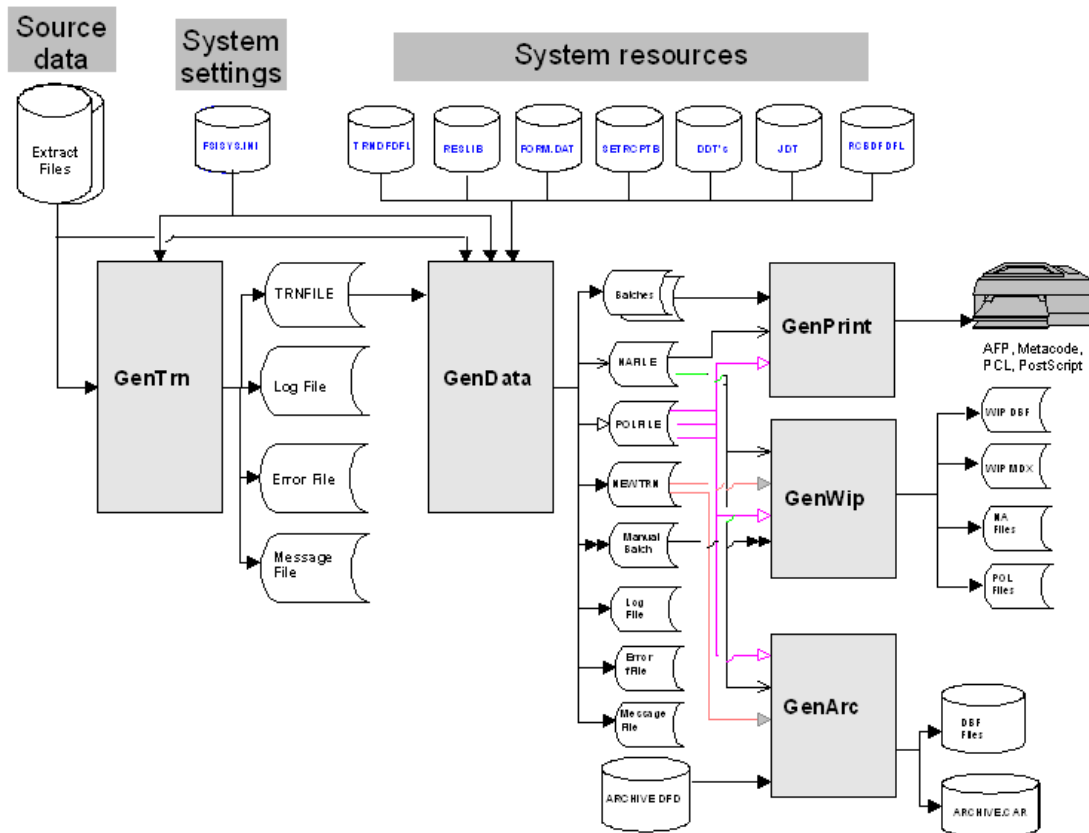 Source
data
System
settings
System resources
Extract
Files
FSISYS.INI
TRNDFDFL
RESLIB
FORM.DAT
SETRCPTB
DDT's
JDT
RCBDFDFL
GenTrn
TRNFILE
Log File
Error File
Message
File
GenData
Batches
NAFILE
POLFILE
NEWTRN
Manual
Batch
Log
File
Error
fFile
Message
File
ARCHIVE DFD
GenPrint
AFP, Metacode,
PCL, PostScript
GenWip
WIP DBF
WIP MDX
NA
Files
POL
Files
GenArc
DBF
Files
ARCHIVE.CAR